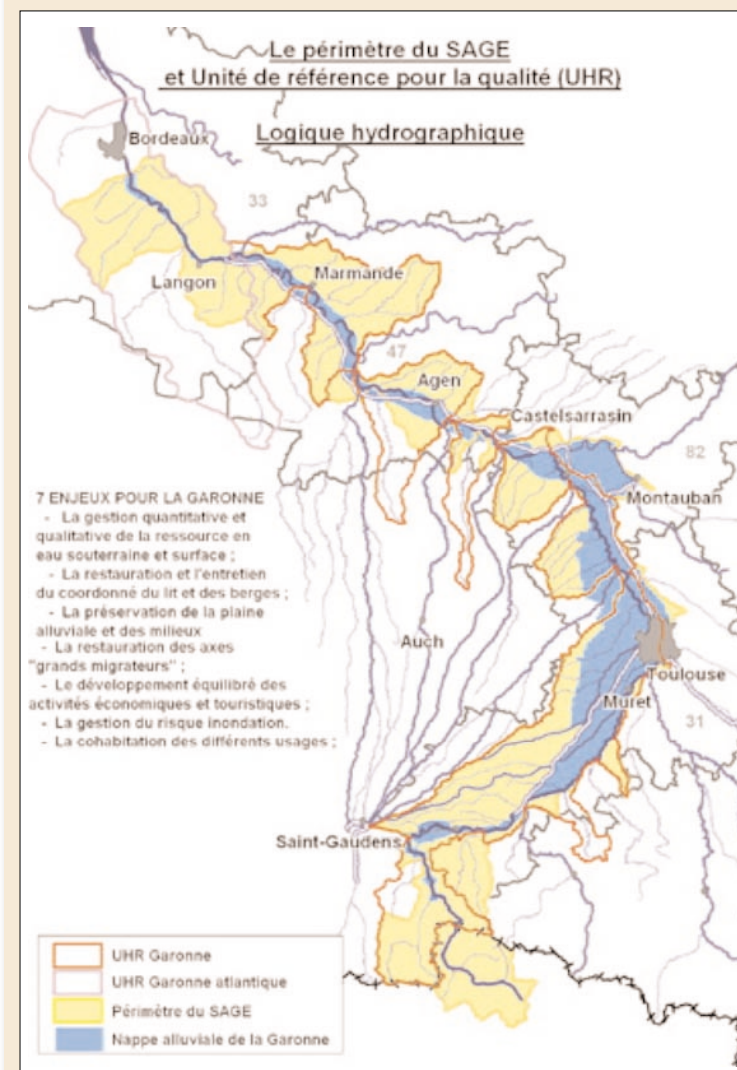 Le périmètre du SAGE
et Unité de référence pour la qualité (UHR)
Logique hydrographique
Bordeaux
33
Langon
Marmande
47
Agen
Castelsarrasin
82
Montauban
7 ENJEUX POUR LA GARONNE
- La gestion quantitative et
qualitative de la ressource en
eau souterraine et surface ;
- La restauration et l'entretien
du coordonné du lit et des berges ;
- La préservation de la plaine
alluviale et des milieux
- La restauration des axes
"grands migrateurs" ;
- Le développement équilibré des
activités économiques et touristiques ;
- La gestion du risque inondation.
- La cohabitation des différents usages ;
Auch
Toulouse
Muret
31
Saint-Gaudens
UHR Garonne
UHR Garonne atlantique
Périmètre du SAGE
Nappe alluviale de la Garonne